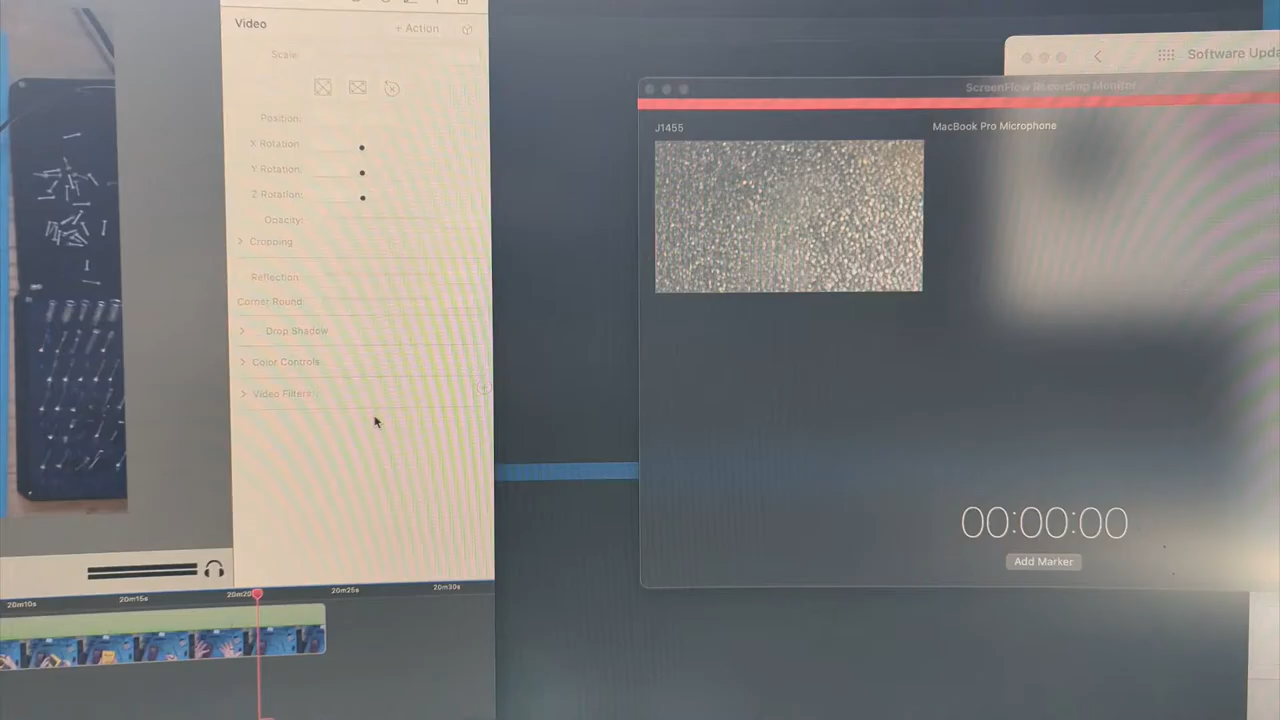 Video
+ Action
Scale:
Position:
X Rotation:
Y Rotation:
Z Rotation:
Opacity:
Cropping
Reflection
Corner Round:
Drop Shadow
Color Controls
Video Filters:
20m10s
20m15s
20m20
20m25s
20m30s
Software Upda
ScreenFlow Recording Monitor
J1455
MacBook Pro Microphone
00:00:00
Add Marker